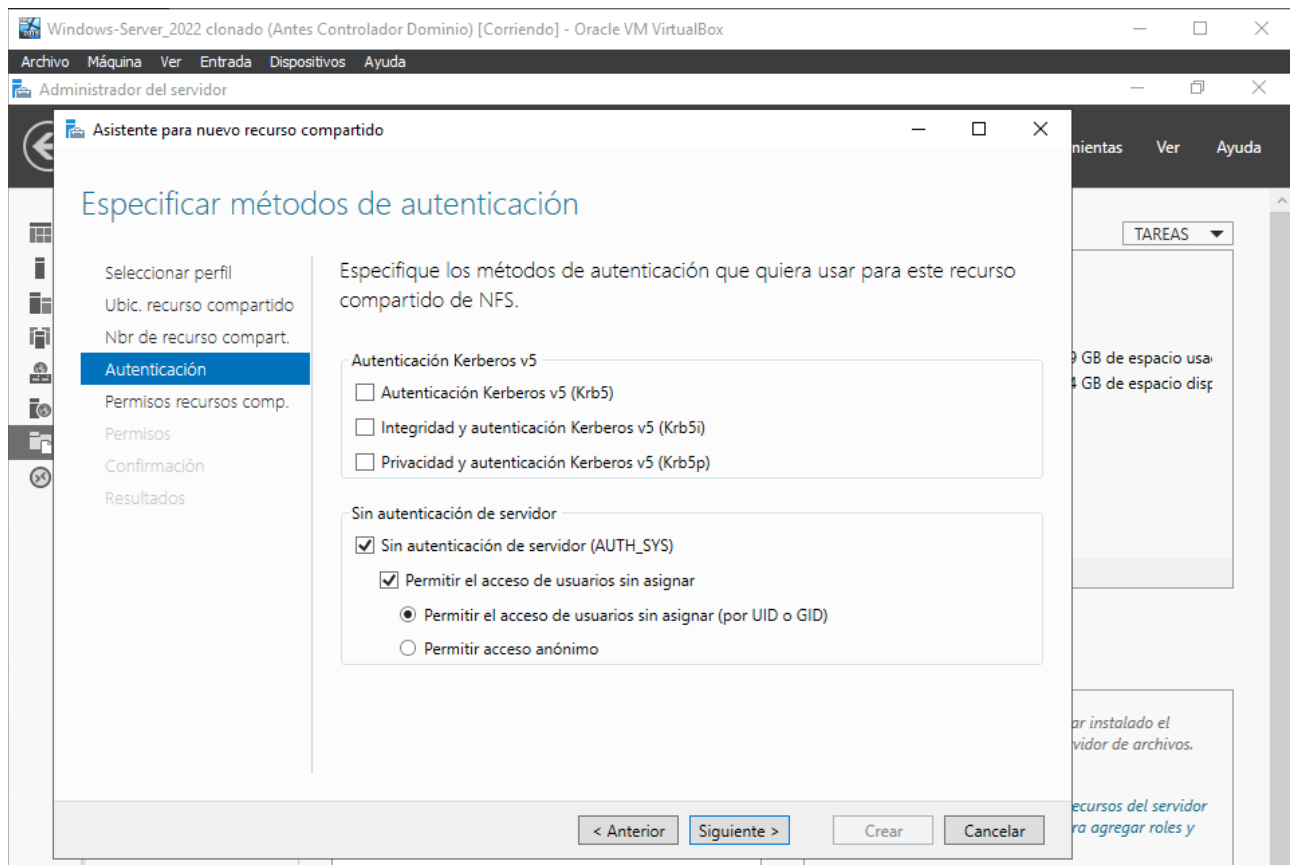 Windows-Server_2022 clonado (Antes Controlador Dominio) [Corriendo] - Oracle VM VirtualBox
Archivo Máquina Ver Entrada Dispositivos Ayuda
Administrador del servidor
Asistente para nuevo recurso compartido
mientas Ver Ayuda
Especificar métodos de autenticación
TAREAS
Seleccionar perfil
Ubic. recurso compartido
Nbr de recurso compart.
Autenticación
Permisos recursos comp.
Permisos
Confirmación
Resultados
Especifique los métodos de autenticación que quiera usar para este recurso
compartido de NFS.
Autenticación Kerberos v5
Autenticación Kerberos v5 (Krb5)
Integridad y autenticación Kerberos v5 (Krb5i)
Privacidad y autenticación Kerberos v5 (Krb5p)
Sin autenticación de servidor
Sin autenticación de servidor (AUTH_SYS)
Permitir el acceso de usuarios sin asignar
Permitir el acceso de usuarios sin asignar (por UID o GID)
Permitir acceso anónimo
9 GB de espacio usa
4 GB de espacio disp
ar instalado el
vidor de archivos.
ecursos del servidor
ra agregar roles y
< Anterior Siguiente > Crear Cancelar